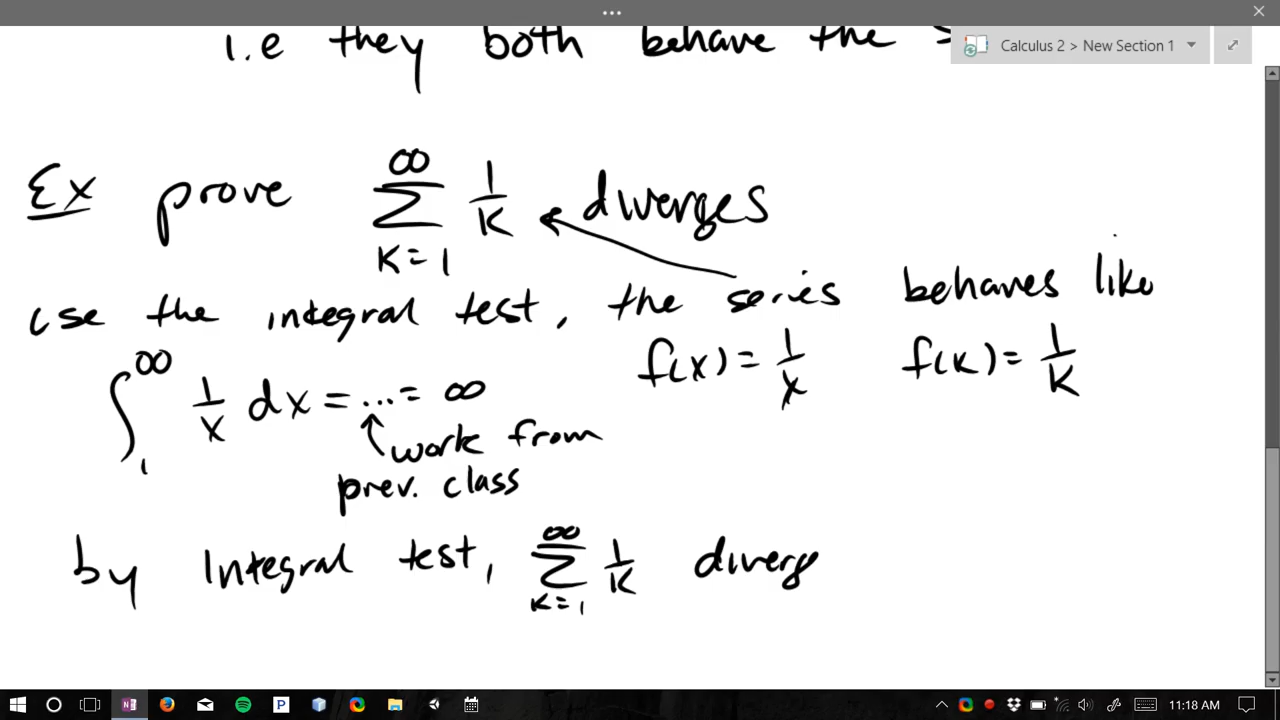 ...
Calculus 2 > New Section 1
i.e they both behave the s
Ex prove ∞∑K=1 1/K diverges
use the integral test, the series behaves like
∫₁^∞ 1/x dx = ... = ∞ f(x) = 1/x f(k) = 1/K
work from
prev. class
by Integral test, ∞∑K=1 1/K diverg
11:18 AM